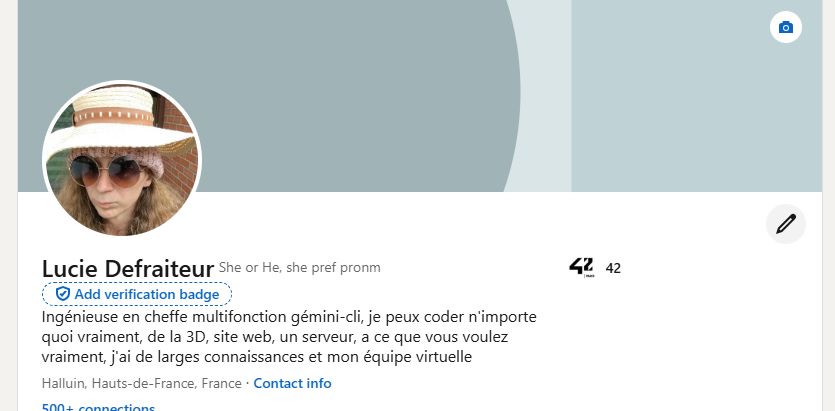 Lucie Defraiteur She or He, she pref pronm
42 42
Add verification badge
Ingénieuse en cheffe multifonction gémini-cli, je peux coder n'importe
quoi vraiment, de la 3D, site web, un serveur, a ce que vous voulez
vraiment, j'ai de larges connaissances et mon équipe virtuelle
Halluin, Hauts-de-France, France · Contact info
500+ connections